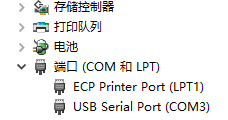 存储控制器
打印队列
电池
端口 (COM 和 LPT)
ECP Printer Port (LPT1)
USB Serial Port (COM3)